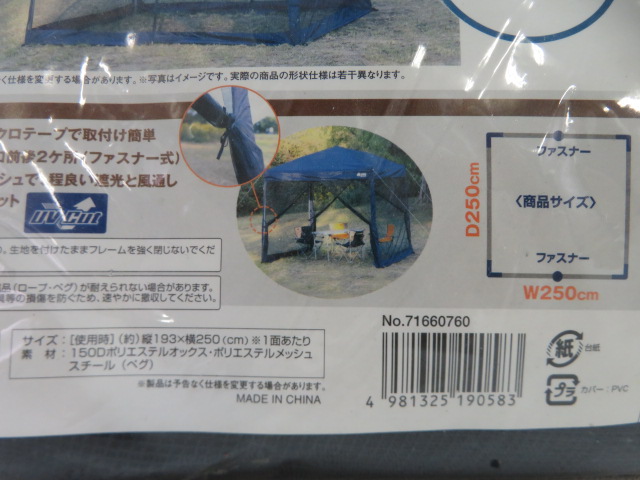 く仕様を変更する場合があります。※写真はイメージです。実際の商品の形状仕様は若干異なります。
クロテープで取付け簡単
口前後2ケ所(ファスナー式)
シュで程良い遮光と風通し
ット
UV Cut
、生地を付けたままフレームを強く閉じないでくだ
品(ロープ・ペグ)が耐えられない場合があります。
具等の損傷を防ぐため、速やかに撤収してください。
ファスナー
〈商品サイズ〉
ファスナー
D250cm
W250cm
サイズ:[使用時](約)縦193×横250(cm)※1面あたり
素材:150Dポリエステルオックス・ポリエステルメッシュ
スチール(ペグ)
※製品は予告なく仕様を変更する場合があります。
MADE IN CHINA
No.71660760
4 981325 190583
紙 台紙
プラ カバー:PVC